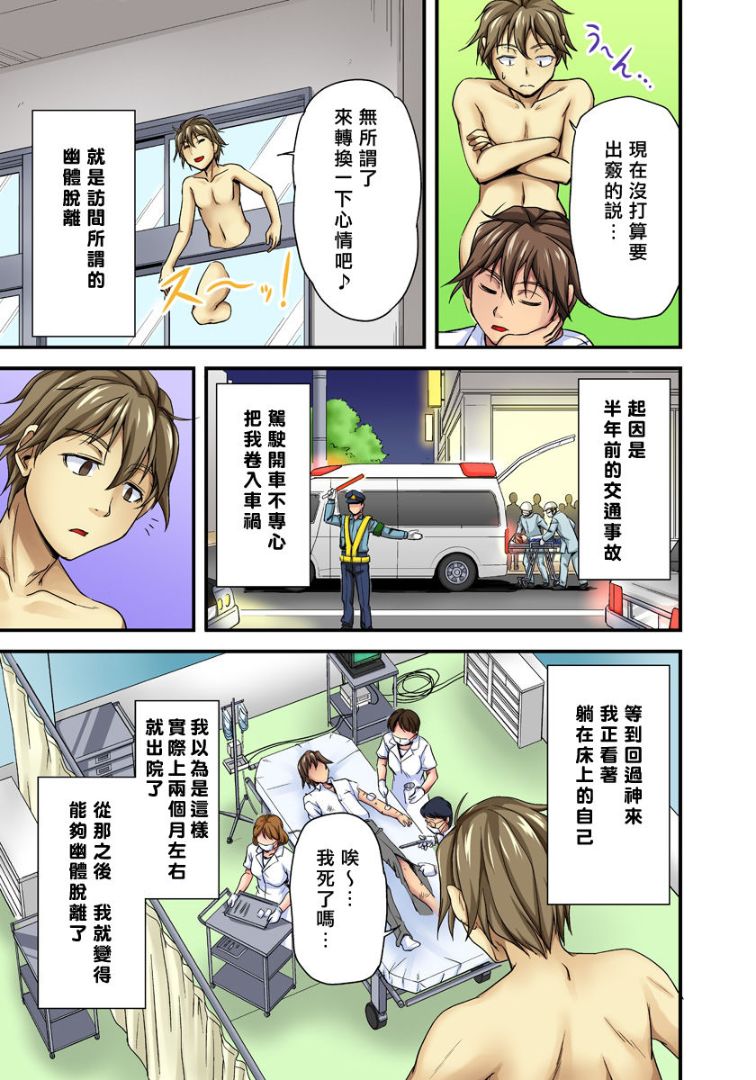 うーん…
現在沒打算要
出竅的說…
無所謂了
來轉換一下心情吧♪
スーッ!
就是訪間所謂的
幽體脫離
起因是
半年前的交通事故
駕駛開車不專心
把我卷入車禍
等到回過神來
我正看著
躺在床上的自己
唉～…
我死了嗎…
我以為是這樣
實際上兩個月左右
就出院了
從那之後 我就變得
能夠幽體脫離了